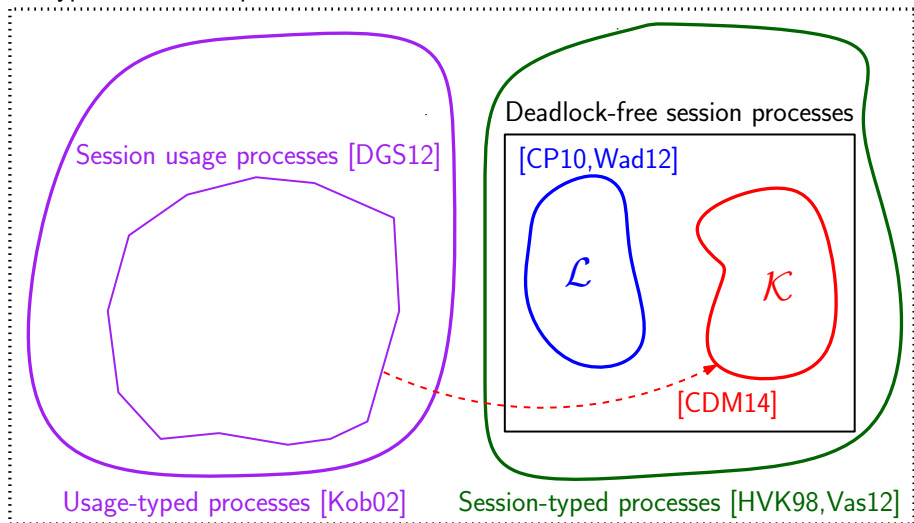 Deadlock-free session processes
Session usage processes [DGS12]
[CP10,Wad12]
ℒ
𝒦
[CDM14]
Usage-typed processes [Kob02]
Session-typed processes [HVK98,Vas12]